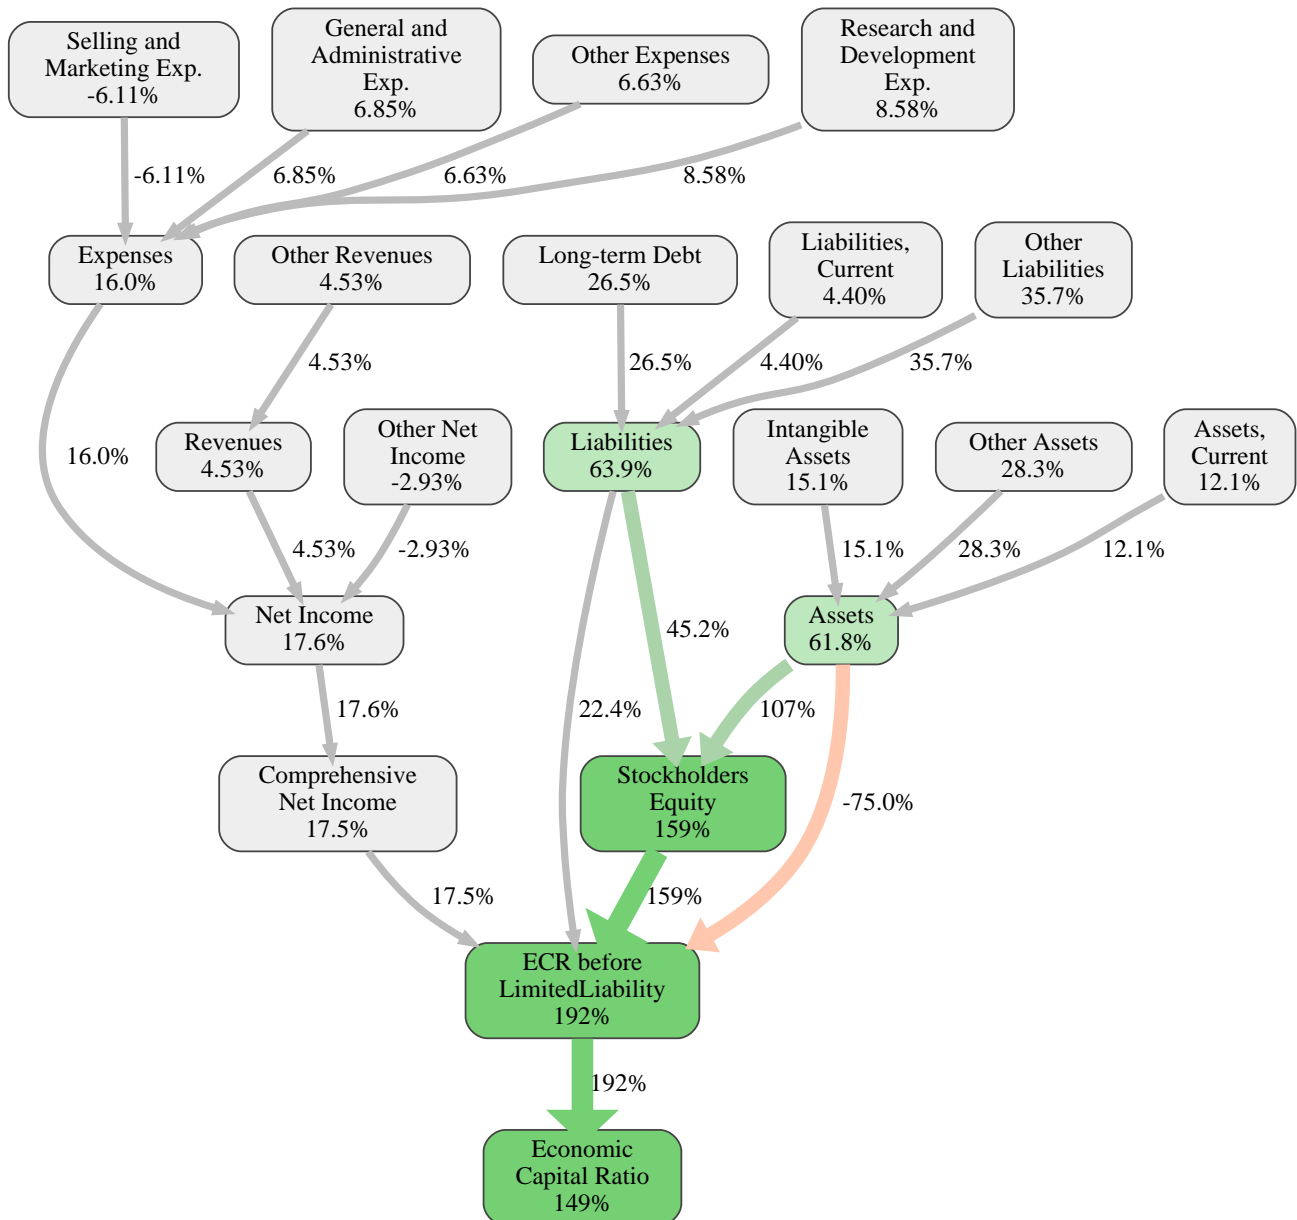 Selling and
Marketing Exp.
-6.11%
General and
Administrative
Exp.
6.85%
Other Expenses
6.63%
Research and
Development
Exp.
8.58%
-6.11%
6.85%
6.63%
8.58%
Expenses
16.0%
Other Revenues
4.53%
Long-term Debt
26.5%
Liabilities,
Current
4.40%
Other
Liabilities
35.7%
4.53%
26.5%
4.40%
35.7%
16.0%
Revenues
4.53%
Other Net
Income
-2.93%
Liabilities
63.9%
Intangible
Assets
15.1%
Other Assets
28.3%
Assets,
Current
12.1%
4.53%
-2.93%
15.1%
28.3%
12.1%
Net Income
17.6%
45.2%
Assets
61.8%
17.6%
22.4%
107%
-75.0%
Comprehensive
Net Income
17.5%
Stockholders
Equity
159%
17.5%
159%
ECR before
LimitedLiability
192%
192%
Economic
Capital Ratio
149%